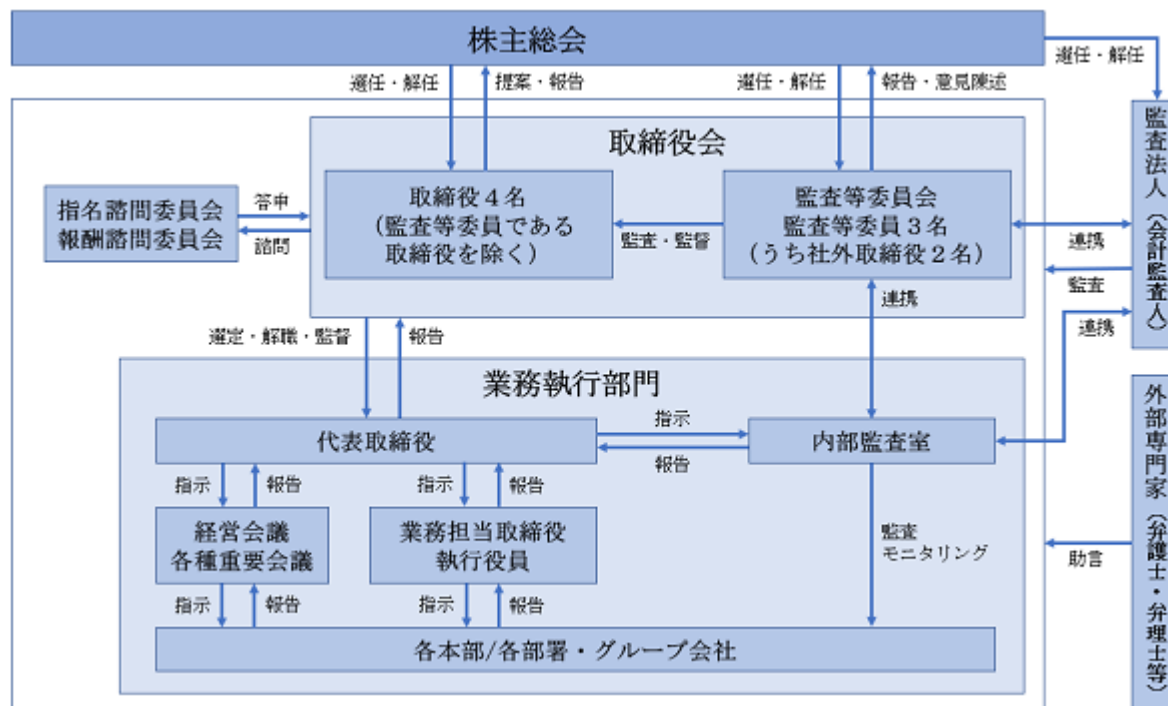 株主総会
選任・解任
提案・報告
選任・解任
報告・意見陳述
選任・解任
取締役会
指名諮問委員会
報酬諮問委員会
答申
諮問
取締役4名
(監査等委員である
取締役を除く)
監査・監督
監査等委員会
監査等委員3名
(うち社外取締役2名)
連携
監査
連携
監査法人(会計監査人)
連携
選定・解職・監督
報告
業務執行部門
代表取締役
指示
報告
内部監査室
指示
報告
指示
報告
経営会議
各種重要会議
業務担当取締役
執行役員
監査
モニタリング
指示
報告
指示
報告
各本部/各部署・グループ会社
助言
外部専門家(弁護士・弁理士等)